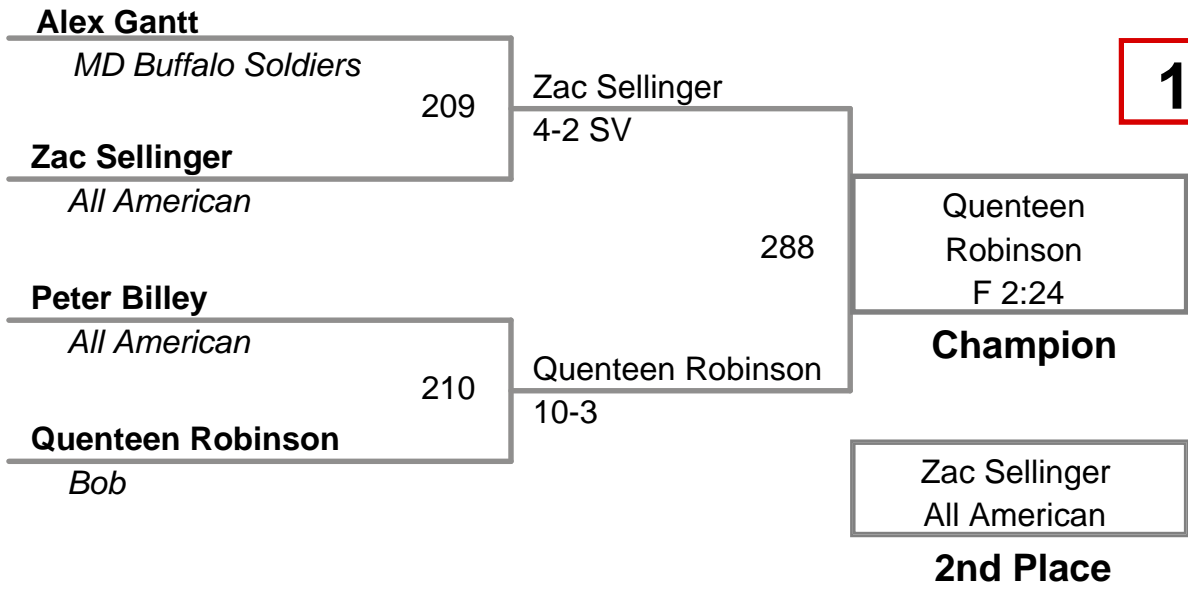 Alex Gantt
MD Buffalo Soldiers
209
Zac Sellinger
4-2 SV
1
Zac Sellinger
All American
288
Quenteen
Robinson
F 2:24
Champion
Peter Billey
All American
210
Quenteen Robinson
10-3
Quenteen Robinson
Bob
Zac Sellinger
All American
2nd Place